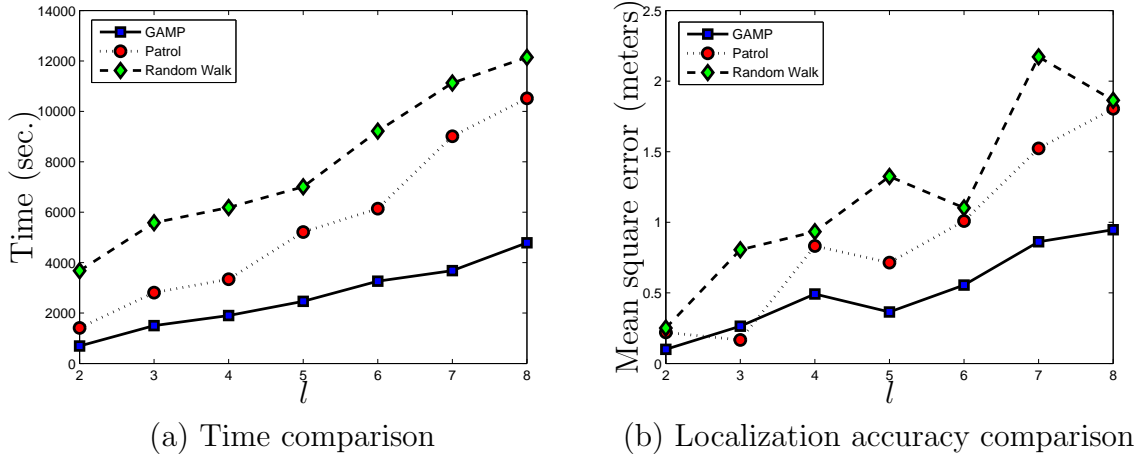 14000
12000
10000
8000
6000
4000
2000
0
2 3 4 5 6 7 8
Time (sec.)
l
GAMP
Patrol
Random Walk
(a) Time comparison
2.5
2
1.5
1
0.5
0
2 3 4 5 6 7 8
Mean square error (meters)
l
GAMP
Patrol
Random Walk
(b) Localization accuracy comparison